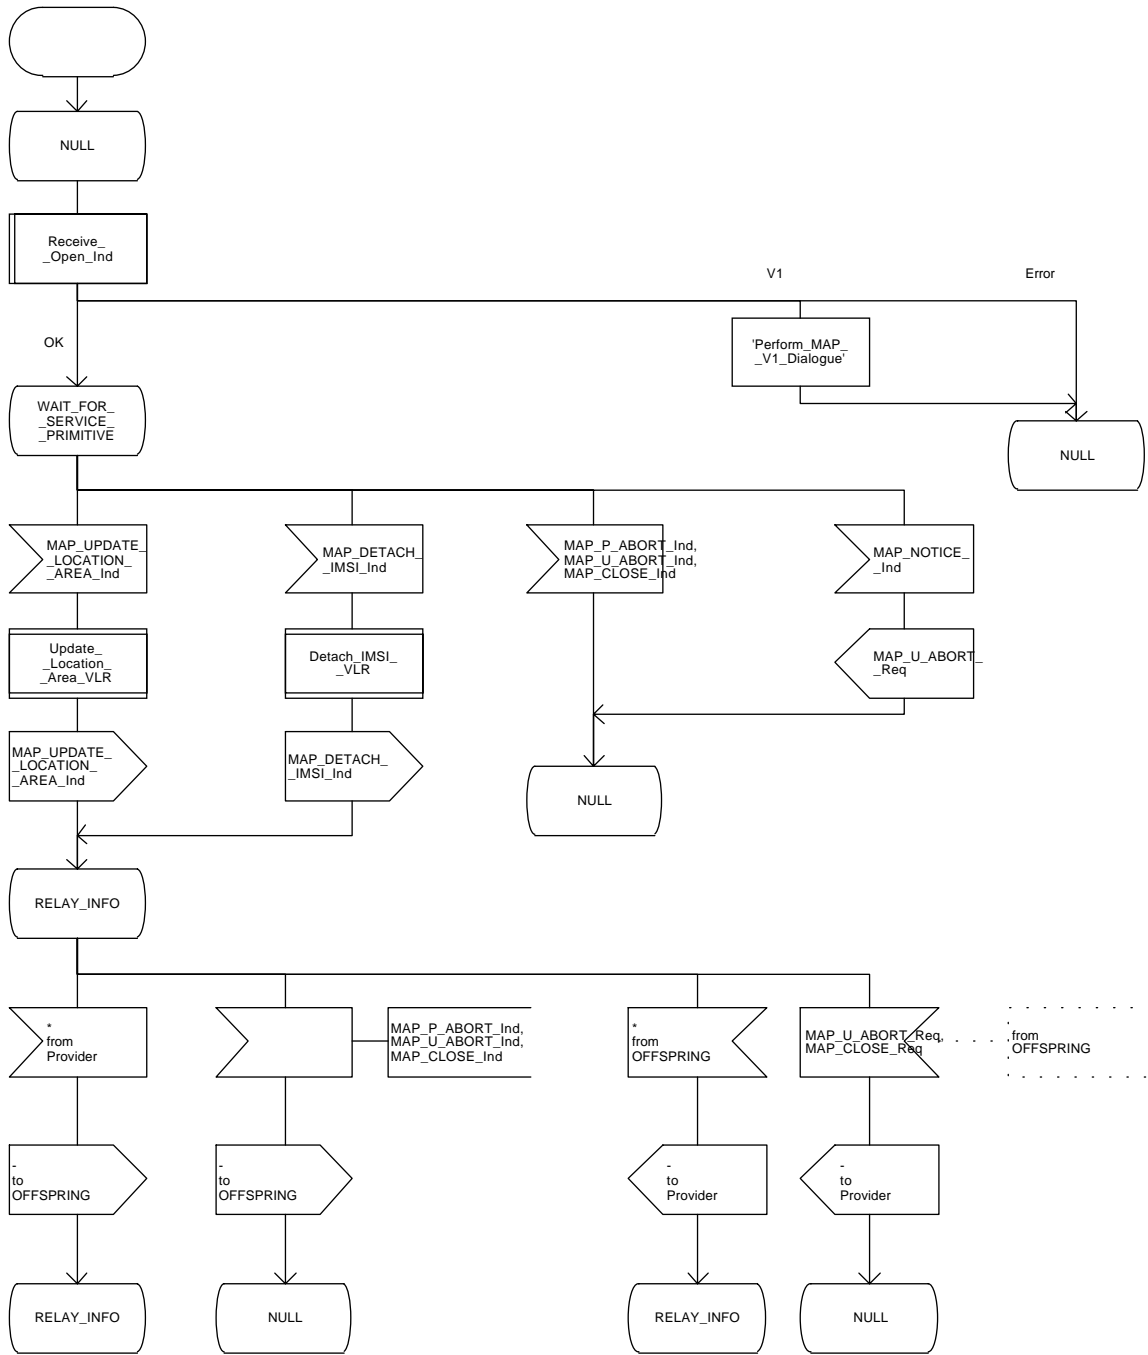 NULL
Receive_
_Open_Ind
V1
Error
OK
'Perform_MAP_
_V1_Dialogue'
WAIT_FOR_
_SERVICE_
_PRIMITIVE
NULL
MAP_UPDATE_
_LOCATION_
_AREA_Ind
MAP_DETACH_
_IMSI_Ind
MAP_P_ABORT_Ind,
MAP_U_ABORT_Ind,
MAP_CLOSE_Ind
MAP_NOTICE_
_Ind
Update_
_Location_
_Area_VLR
Detach_IMSI_
_VLR
MAP_U_ABORT_
_Req
MAP_UPDATE_
_LOCATION_
_AREA_Ind
MAP_DETACH_
_IMSI_Ind
NULL
RELAY_INFO
*
from
Provider
MAP_P_ABORT_Ind,
MAP_U_ABORT_Ind,
MAP_CLOSE_Ind
*
from
OFFSPRING
MAP_U_ABORT_Req,
MAP_CLOSE_Req
from
OFFSPRING
-
to
OFFSPRING
-
to
OFFSPRING
-
to
Provider
-
to
Provider
RELAY_INFO
NULL
RELAY_INFO
NULL